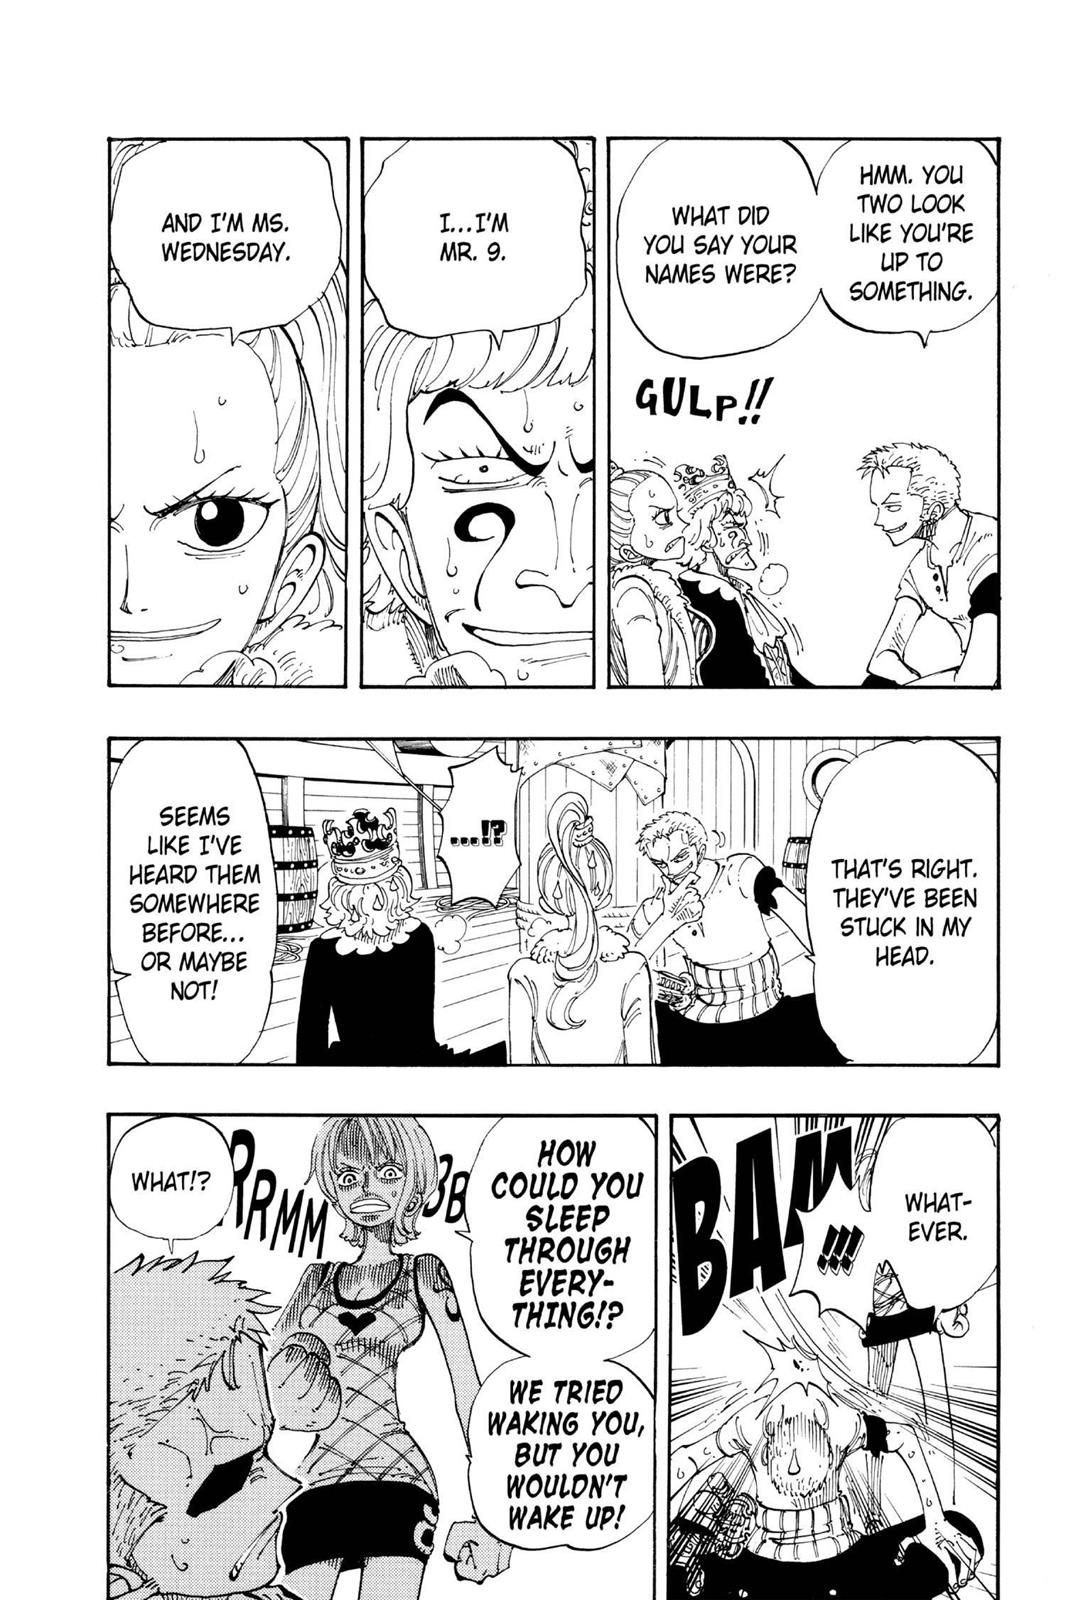 HMM. YOU
TWO LOOK
LIKE YOU'RE
UP TO
SOMETHING.
WHAT DID
YOU SAY YOUR
NAMES WERE?
GULP!!
I...I'M
MR. 9.
AND I'M MS.
WEDNESDAY.
THAT'S RIGHT.
THEY'VE BEEN
STUCK IN MY
HEAD.
...!?
SEEMS
LIKE I'VE
HEARD THEM
SOMEWHERE
BEFORE...
OR MAYBE
NOT!
WHAT-
EVER.
BAM
!!!
HOW
COULD YOU
SLEEP
THROUGH
EVERY-
THING!?
WE TRIED
WAKING YOU,
BUT YOU
WOULDN'T
WAKE UP!
RRMM
WHAT!?